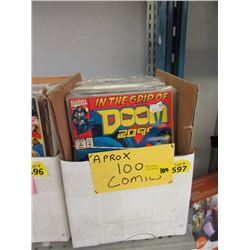 MARVEL
IN THE GRIP OF
DOOM
2099
APROX
100
COMICS
597
96